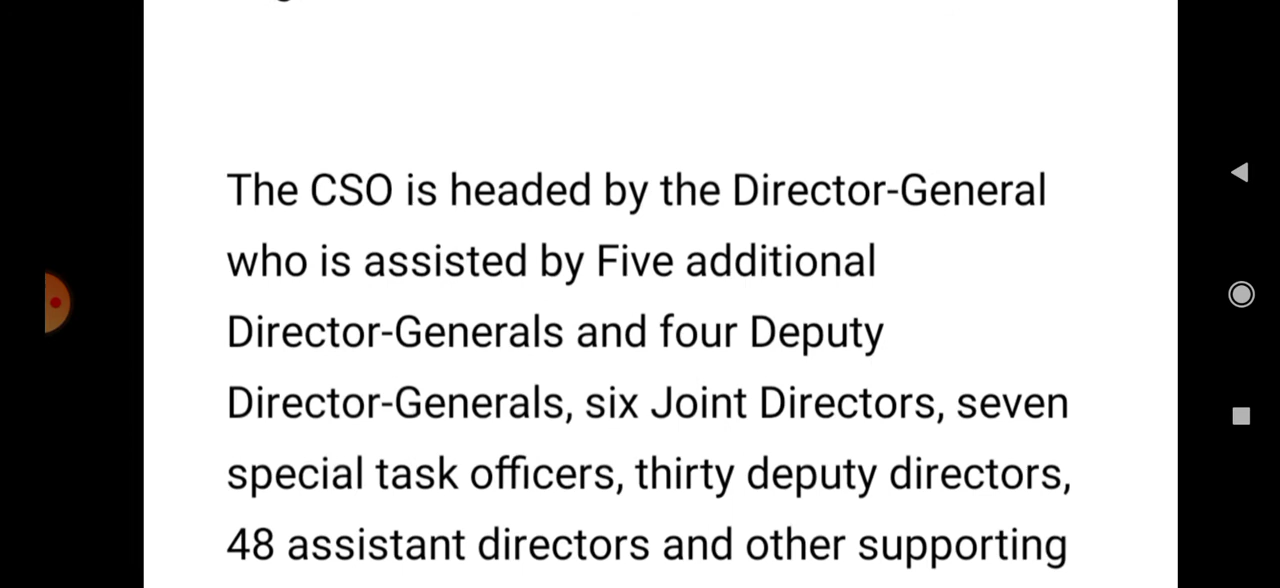 The CSO is headed by the Director-General
who is assisted by Five additional
Director-Generals and four Deputy
Director-Generals, six Joint Directors, seven
special task officers, thirty deputy directors,
48 assistant directors and other supporting